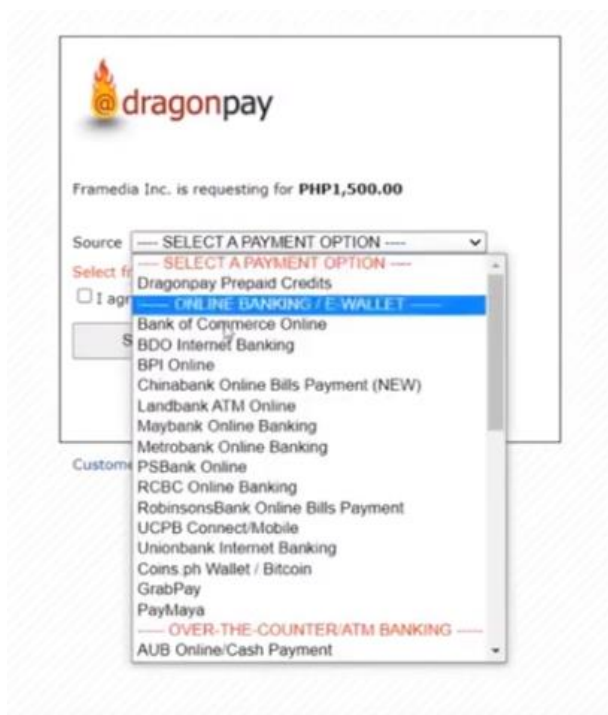 @dragonpay
Framedia Inc. is requesting for PHP1,500.00
Source ---- SELECT A PAYMENT OPTION ----
Select
---- SELECT A PAYMENT OPTION ----
Dragonpay Prepaid Credits
I
------ ONLINE BANKING / E-WALLET ------
Bank of Commerce Online
BDO Internet Banking
BPI Online
Chinabank Online Bills Payment (NEW)
Landbank ATM Online
Maybank Online Banking
Metrobank Online Banking
PSBank Online
RCBC Online Banking
RobinsonsBank Online Bills Payment
UCPB Connect/Mobile
Unionbank Internet Banking
Coins.ph Wallet / Bitcoin
GrabPay
PayMaya
----- OVER-THE-COUNTER/ATM BANKING -----
AUB Online/Cash Payment